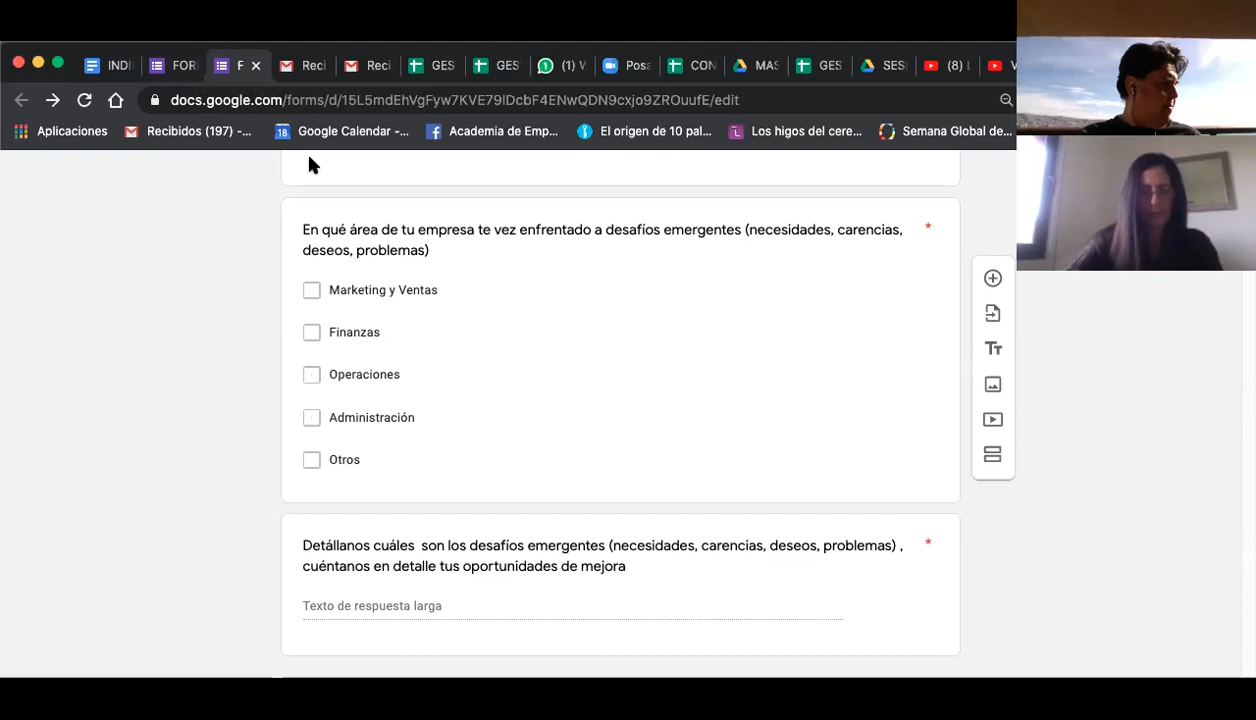 INDI
FOR
F
Reci
Reci
GES
GES
(1) V
Posa
CON
MAS
GES
SES
(8) L
docs.google.com/forms/d/15L5mdEhVgFyw7KVE79lDcbF4ENwQDN9cxjo9ZROuufE/edit
Aplicaciones
Recibidos (197) -...
18
Google Calendar -...
Academia de Emp...
El origen de 10 pal...
Los higos del cere...
Semana Global de...
En qué área de tu empresa te vez enfrentado a desafíos emergentes (necesidades, carencias,
deseos, problemas)
*
Marketing y Ventas
Finanzas
Operaciones
Administración
Otros
Detállanos cuáles son los desafíos emergentes (necesidades, carencias, deseos, problemas) ,
cuéntanos en detalle tus oportunidades de mejora
*
Texto de respuesta larga
Tт